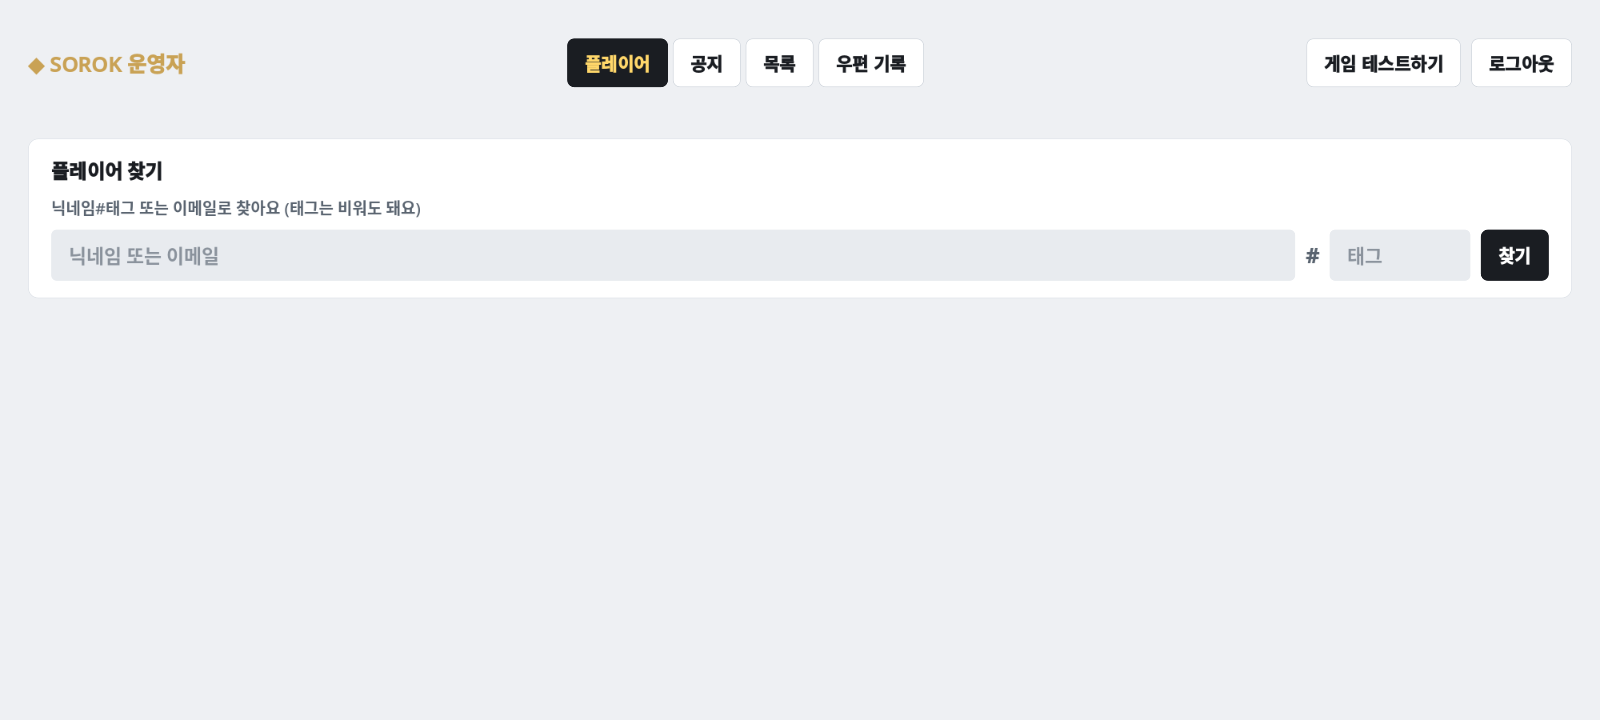 ◆ SOROK 운영자
플레이어 공지 목록 우편 기록
게임 테스트하기 로그아웃
플레이어 찾기
닉네임#태그 또는 이메일로 찾아요 (태그는 비워도 돼요)
닉네임 또는 이메일 # 태그 찾기